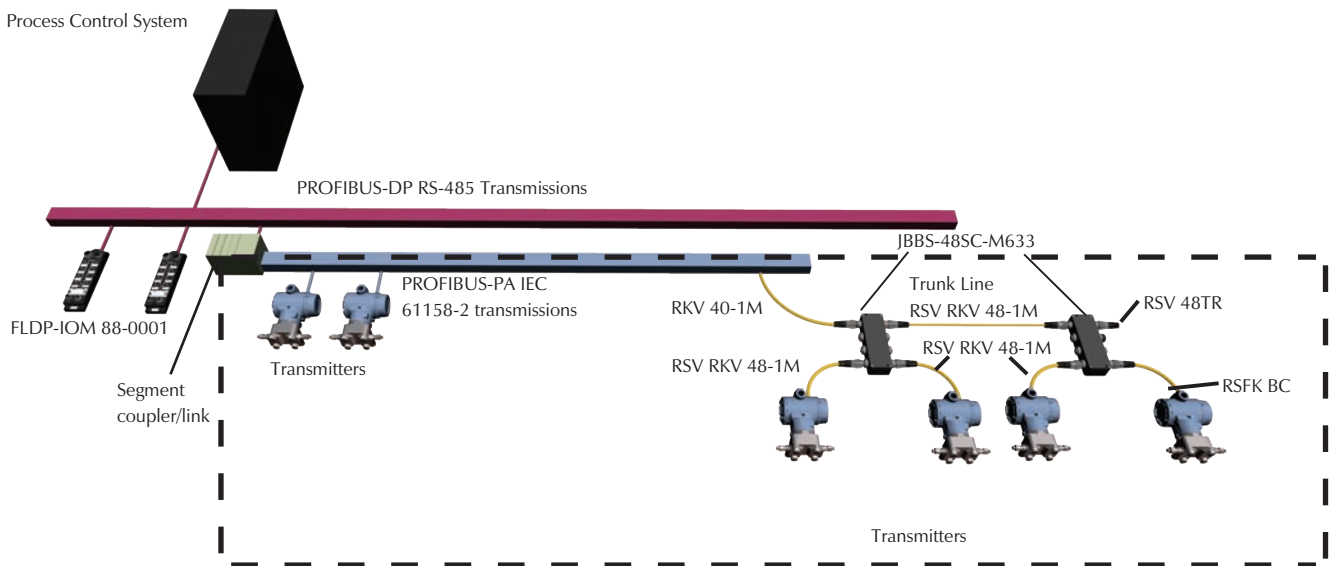 Process Control System
PROFIBUS-DP RS-485 Transmissions
JBBS-48SC-M633
PROFIBUS-PA IEC
61158-2 transmissions
Trunk Line
RKV 40-1M
RSV RKV 48-1M
RSV 48TR
FLDP-IOM 88-0001
Transmitters
RSV RKV 48-1M
RSV RKV 48-1M
RSFK BC
Segment
coupler/link
Transmitters